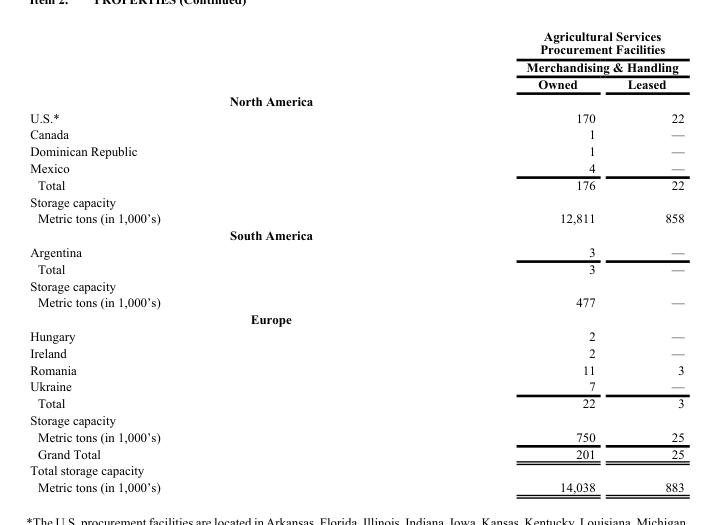 Item 2. PROPERTIES (Continued)
Agricultural Services
Procurement Facilities
Merchandising & Handling
Owned Leased
North America
U.S.* 170 22
Canada 1 —
Dominican Republic 1 —
Mexico 4 —
Total 176 22
Storage capacity
Metric tons (in 1,000’s) 12,811 858
South America
Argentina 3 —
Total 3 —
Storage capacity
Metric tons (in 1,000’s) 477 —
Europe
Hungary 2 —
Ireland 2 —
Romania 11 3
Ukraine 7 —
Total 22 3
Storage capacity
Metric tons (in 1,000’s) 750 25
Grand Total 201 25
Total storage capacity
Metric tons (in 1,000’s) 14,038 883
*The U.S. procurement facilities are located in Arkansas, Florida, Illinois, Indiana, Iowa, Kansas, Kentucky, Louisiana, Michigan,